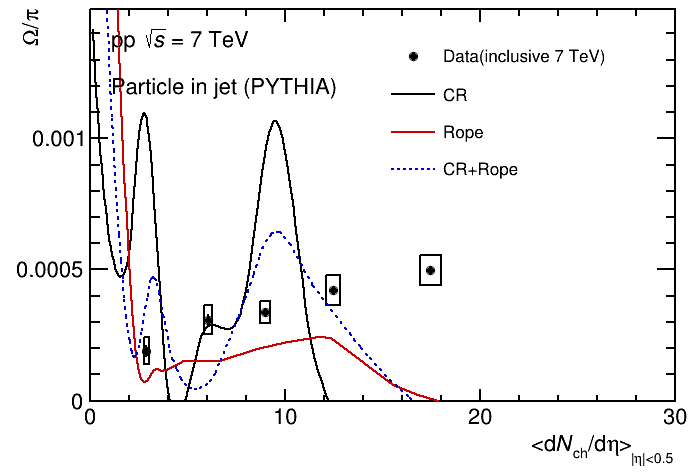 Ω/π
pp √s = 7 TeV
Particle in jet (PYTHIA)
Data(inclusive 7 TeV)
CR
Rope
CR+Rope
0.001
0.0005
0
0 10 20 30
<dN_ch/dη>_|η|<0.5